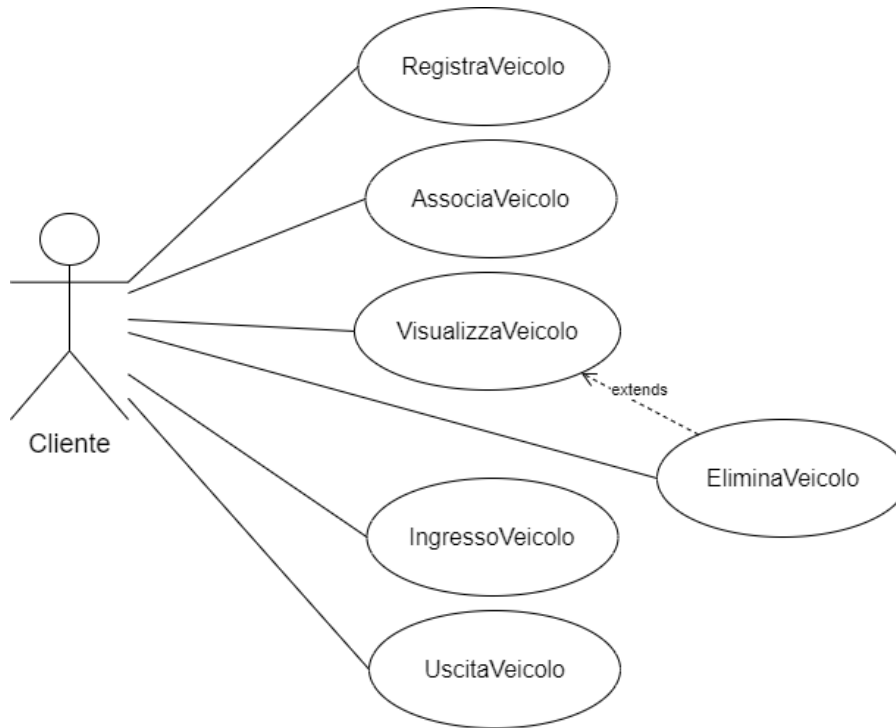 RegistraVeicolo
AssociaVeicolo
VisualizzaVeicolo
extends
Cliente
EliminaVeicolo
IngressoVeicolo
UscitaVeicolo